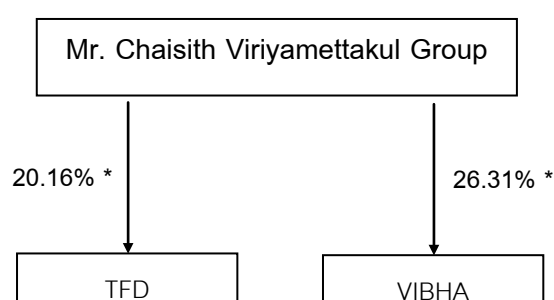 Mr. Chaisith Viriyamettakul Group
20.16% *
26.31% *
TFD
VIBHA